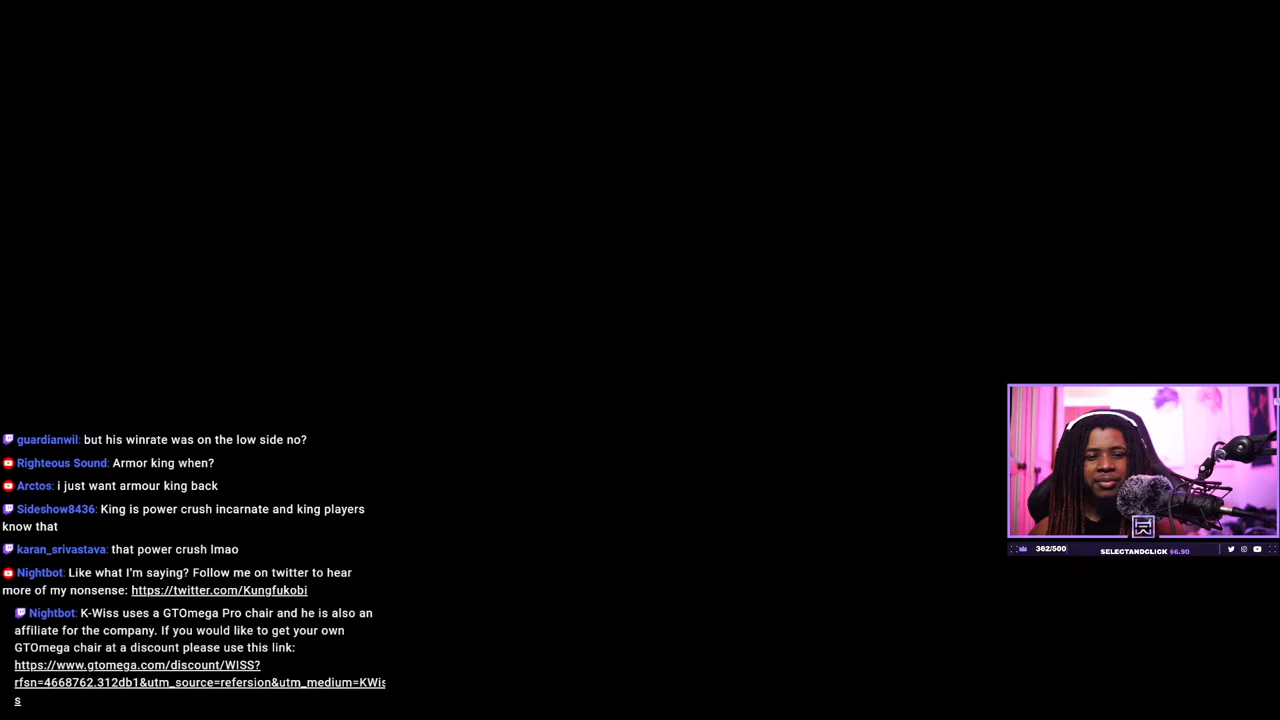 guardianwil: but his winrate was on the low side no?
Righteous Sound: Armor king when?
Arctos: i just want armour king back
Sideshow8436: King is power crush incarnate and king players
know that
karan_srivastava: that power crush lmao
Nightbot: Like what I'm saying? Follow me on twitter to hear
more of my nonsense: https://twitter.com/Kungfukobi
Nightbot: K-Wiss uses a GTOmega Pro chair and he is also an
affiliate for the company. If you would like to get your own
GTOmega chair at a discount please use this link:
https://www.gtomega.com/discount/WISS?
rfsn=4668762.312db1&utm_source=refersion&utm_medium=KWis
s
362/500
SELECTANDCLICK $6.90